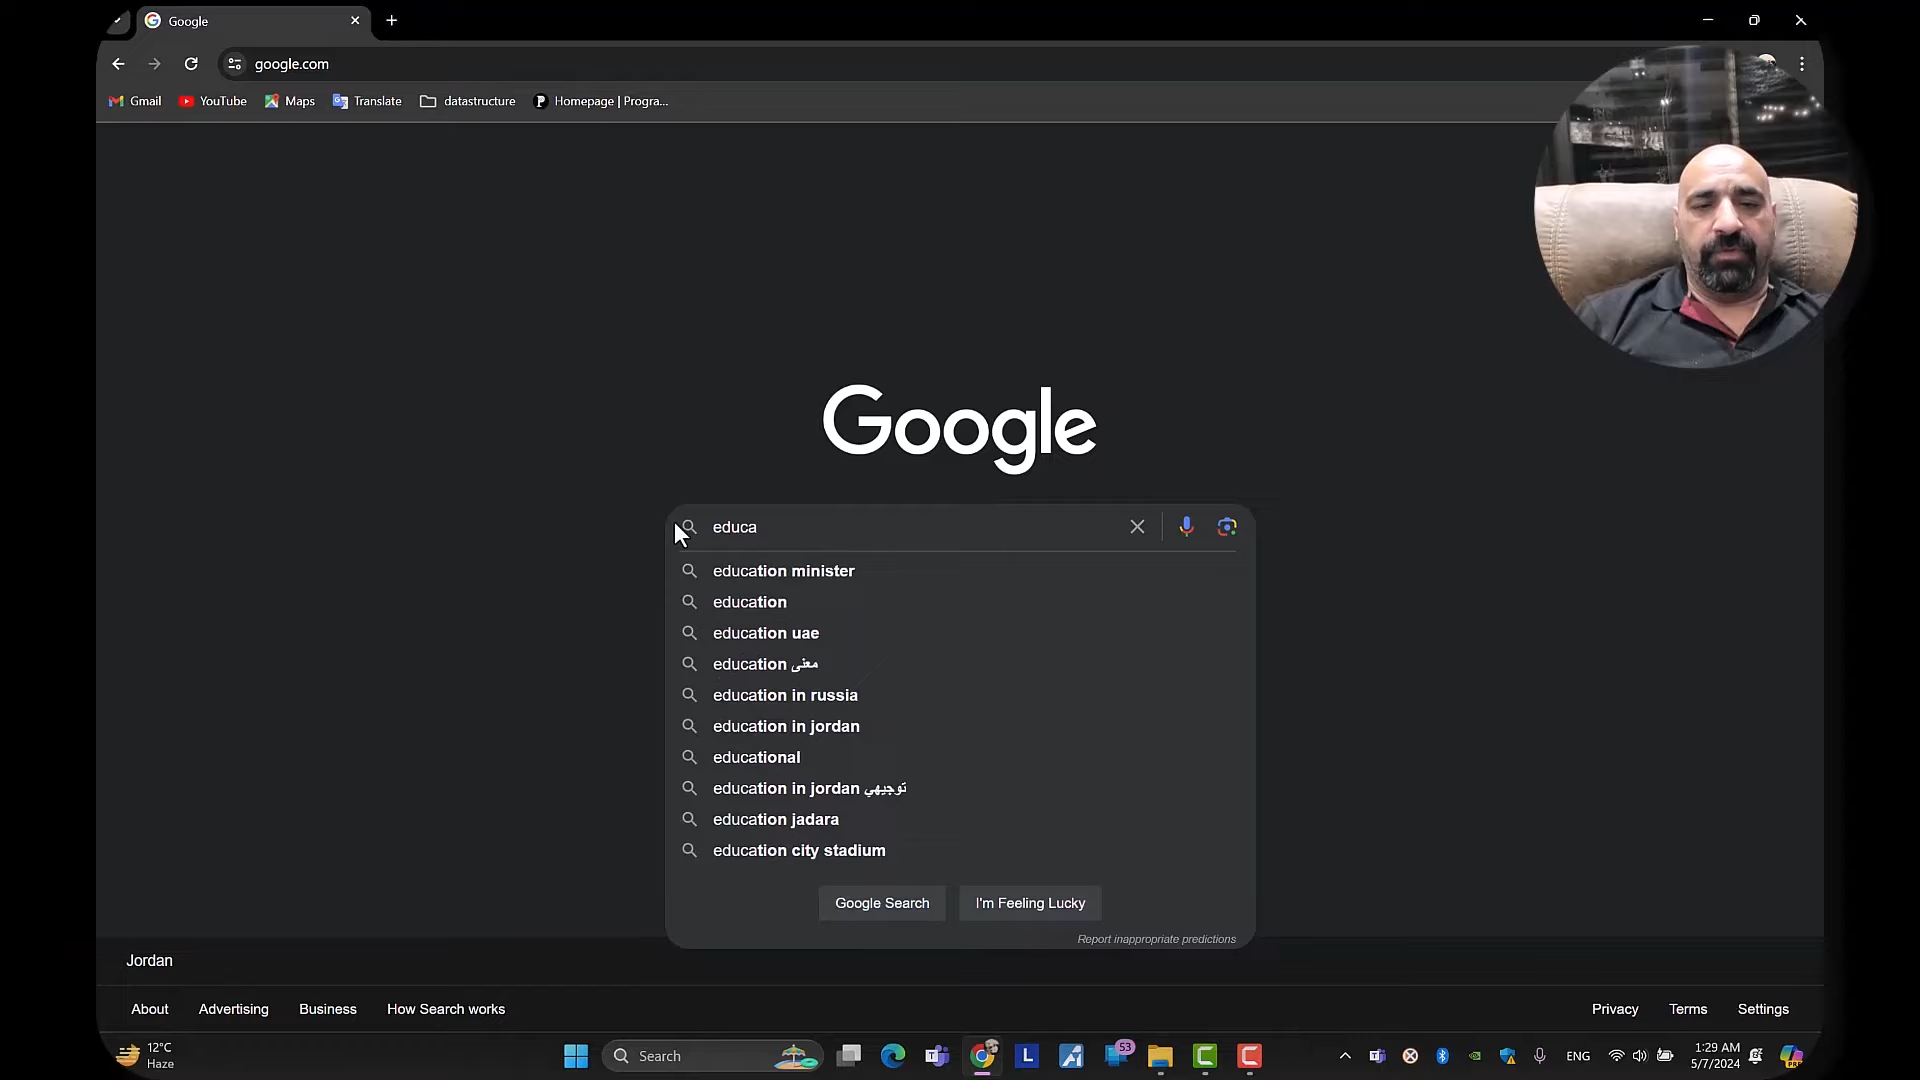 Google
google.com
Gmail
YouTube
Maps
Translate
datastructure
Homepage | Progra...
Google
educa
education minister
education
education uae
education معنى
education in russia
education in jordan
educational
education in jordan توجيهي
education jadara
education city stadium
Google Search
I'm Feeling Lucky
Report inappropriate predictions
Jordan
About
Advertising
Business
How Search works
Privacy
Terms
Settings
12°C
Haze
Search
L
53
ENG
1:29 AM
5/7/2024